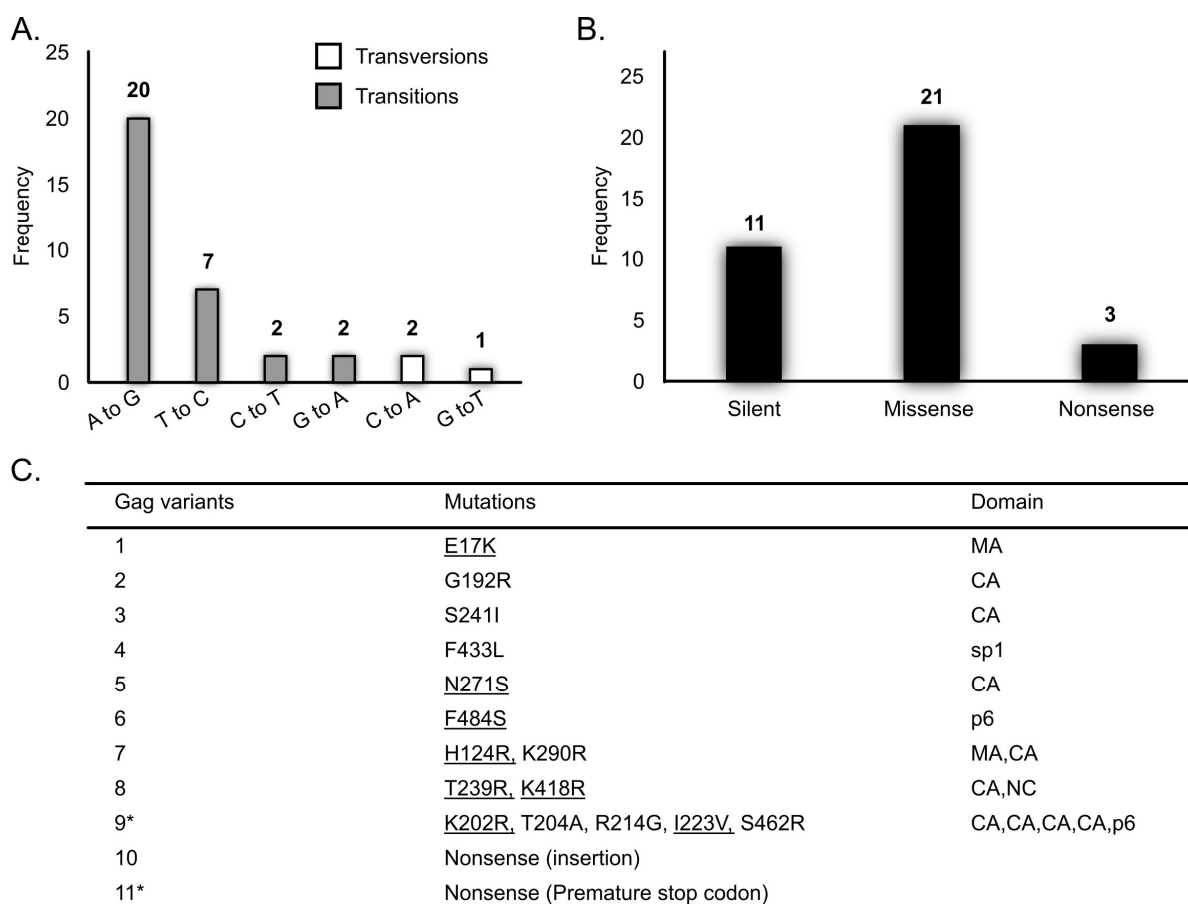 A.
25
20
15
10
5
0
Frequency
20
7
2
2
2
1
Transversions
Transitions
A to G
T to C
C to T
G to A
C to A
G toT
B.
25
20
15
10
5
0
Frequency
11
21
3
Silent
Missense
Nonsense
C.
Gag variants Mutations Domain
1 E17K MA
2 G192R CA
3 S241I CA
4 F433L sp1
5 N271S CA
6 F484S p6
7 H124R, K290R MA,CA
8 T239R, K418R CA,NC
9* K202R, T204A, R214G, I223V, S462R CA,CA,CA,CA,p6
10 Nonsense (insertion)
11* Nonsense (Premature stop codon)